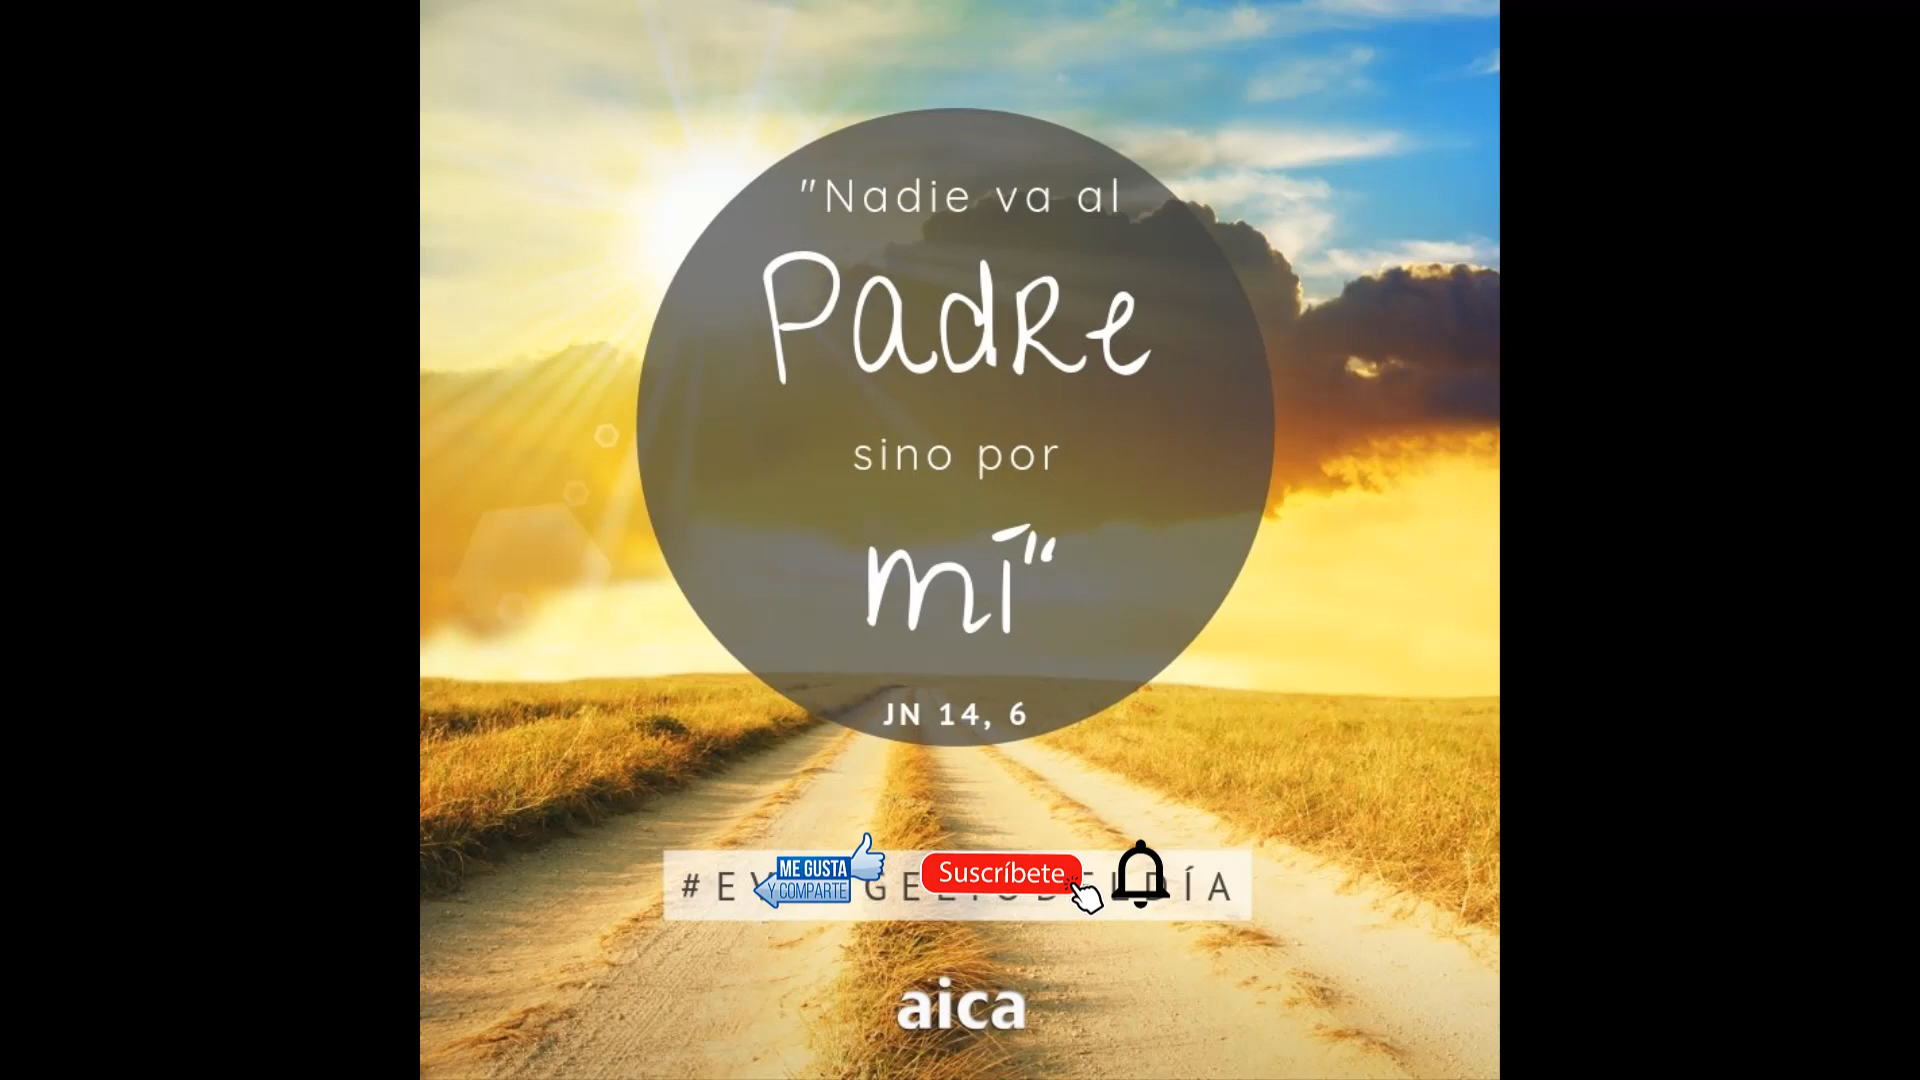 "Nadie va al
Padre
sino por
mí"
JN 14, 6
ME GUSTA
Y COMPARTE
Suscríbete
aica